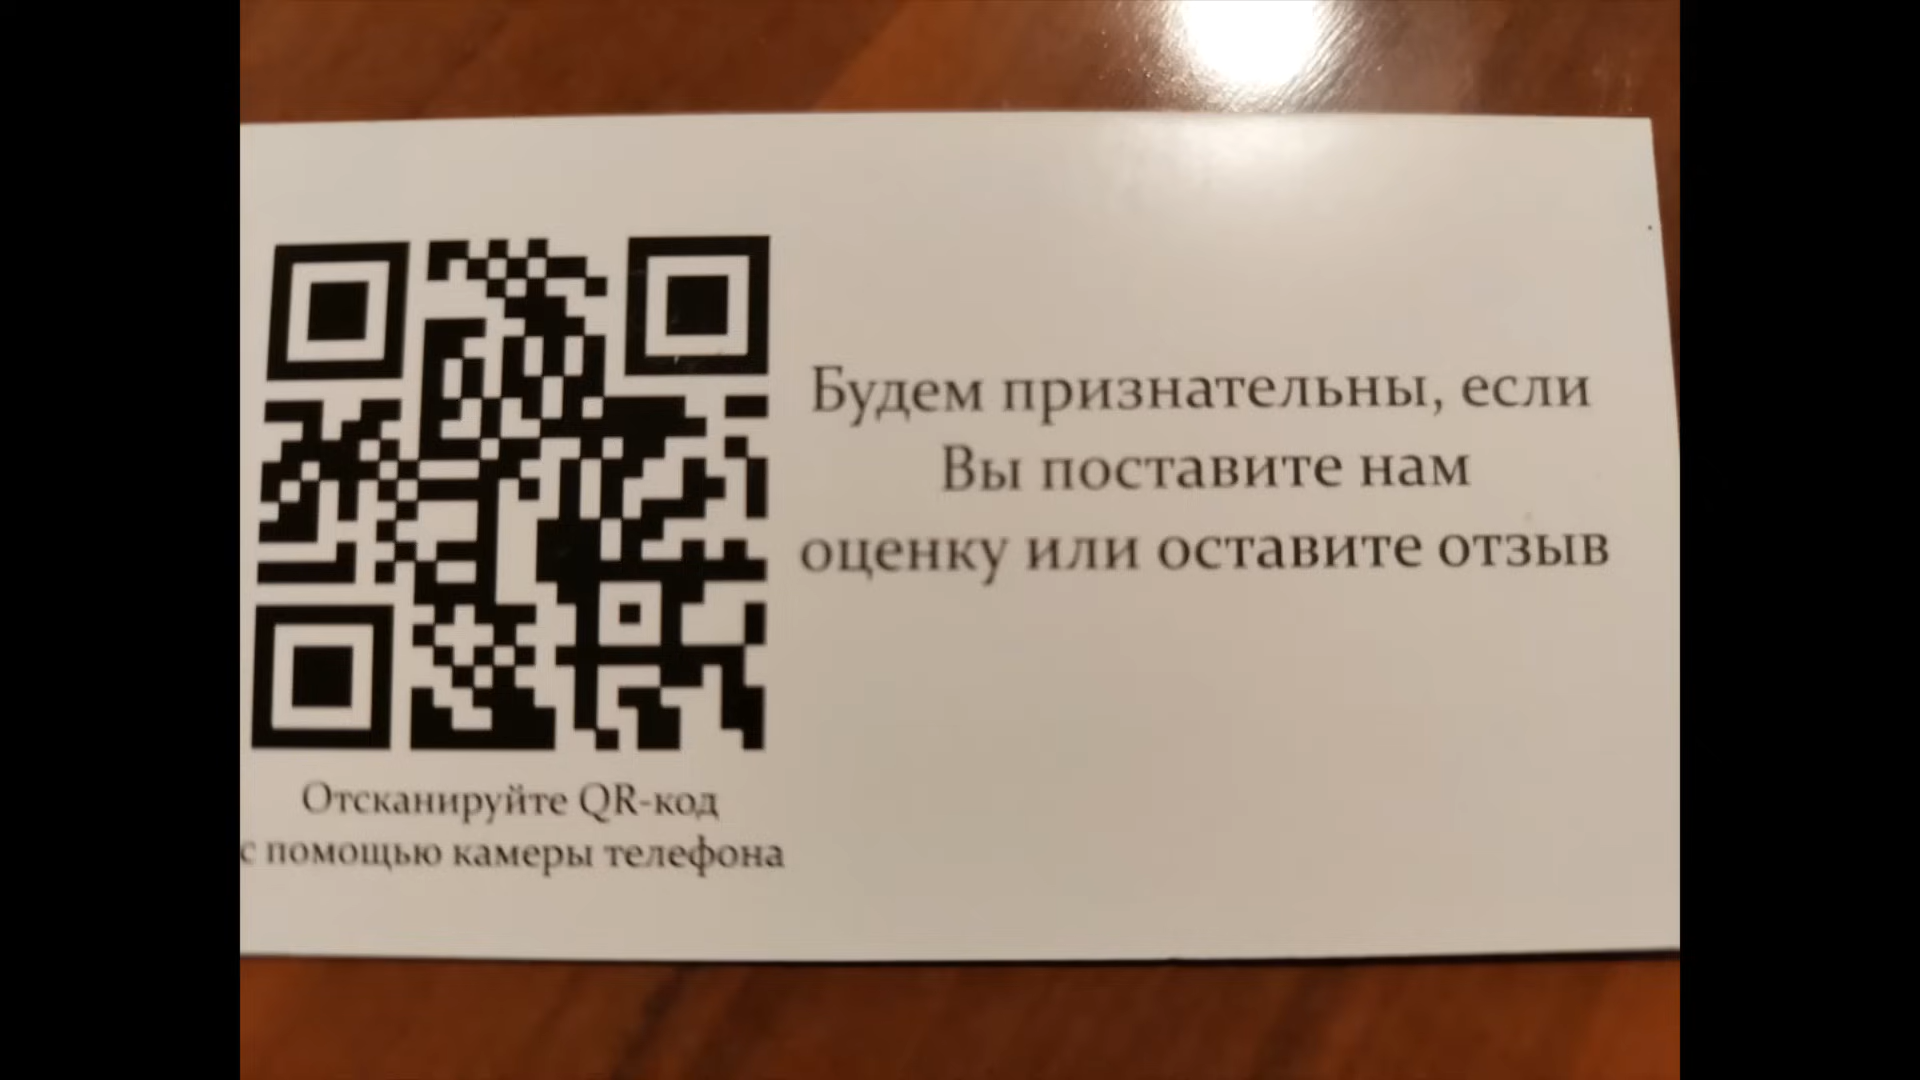 Будем признательны, если
Вы поставите нам
оценку или оставите отзыв
Отсканируйте QR-код
с помощью камеры телефона